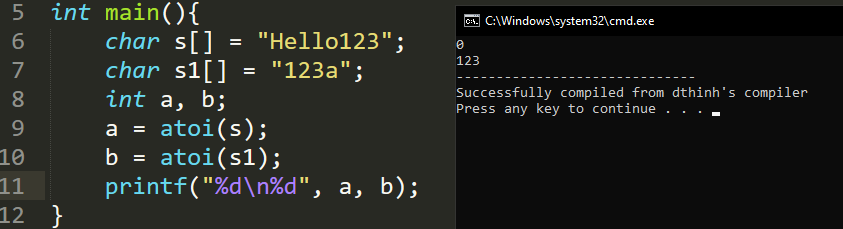 5 int main(){
6     char s[] = "Hello123";
7     char s1[] = "123a";
8     int a, b;
9     a = atoi(s);
10     b = atoi(s1);
11     printf("%d\n%d", a, b);
12 }
C:\Windows\system32\cmd.exe
0
123
------------------------------
Successfully compiled from dthinh's compiler
Press any key to continue . . .